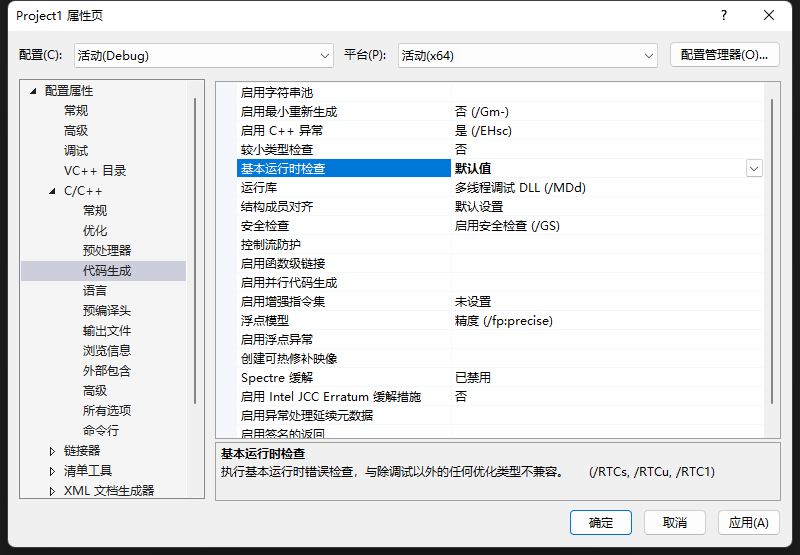 Project1 属性页
配置(C): 活动(Debug) 平台(P): 活动(x64) 配置管理器(O)...
配置属性
常规
高级
调试
VC++ 目录
C/C++
常规
优化
预处理器
代码生成
语言
预编译头
输出文件
浏览信息
外部包含
高级
所有选项
命令行
链接器
清单工具
XML 文档生成器
启用字符串池
启用最小重新生成 否 (/Gm-)
启用 C++ 异常 是 (/EHsc)
较小类型检查 否
基本运行时检查 默认值
运行库 多线程调试 DLL (/MDd)
结构成员对齐 默认设置
安全检查 启用安全检查 (/GS)
控制流防护
启用函数级链接
启用并行代码生成
启用增强指令集 未设置
浮点模型 精度 (/fp:precise)
启用浮点异常
创建可热修补映像
Spectre 缓解 已禁用
启用 Intel JCC Erratum 缓解措施 否
启用异常处理延续元数据
启用签名的返回
基本运行时检查
执行基本运行时错误检查，与除调试以外的任何优化类型不兼容。 (/RTCs, /RTCu, /RTC1)
确定 取消 应用(A)